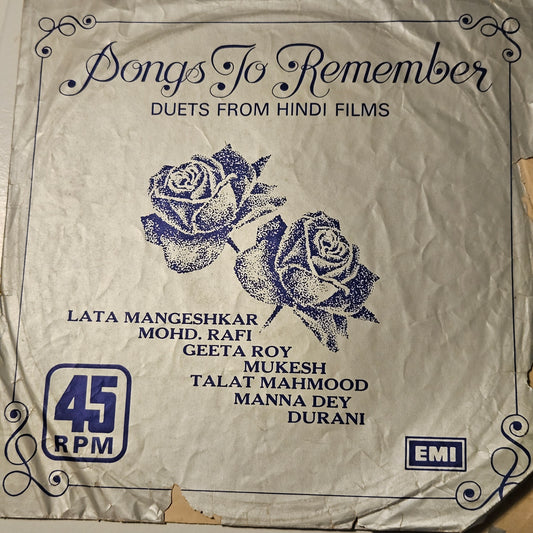 Songs To Remember
DUETS FROM HINDI FILMS
LATA MANGESHKAR
MOHD. RAFI
GEETA ROY
MUKESH
TALAT MAHMOOD
MANNA DEY
DURANI
45
RPM
EMI